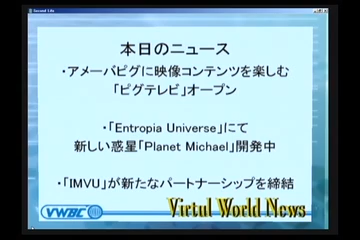 Second Life
本日のニュース
・アメーバピグに映像コンテンツを楽しむ
「ピグテレビ」オープン
・「Entropia Universe」にて
新しい惑星「Planet Michael」開発中
・「IMVU」が新たなパートナーシップを締結
VWBC
Virtul World News